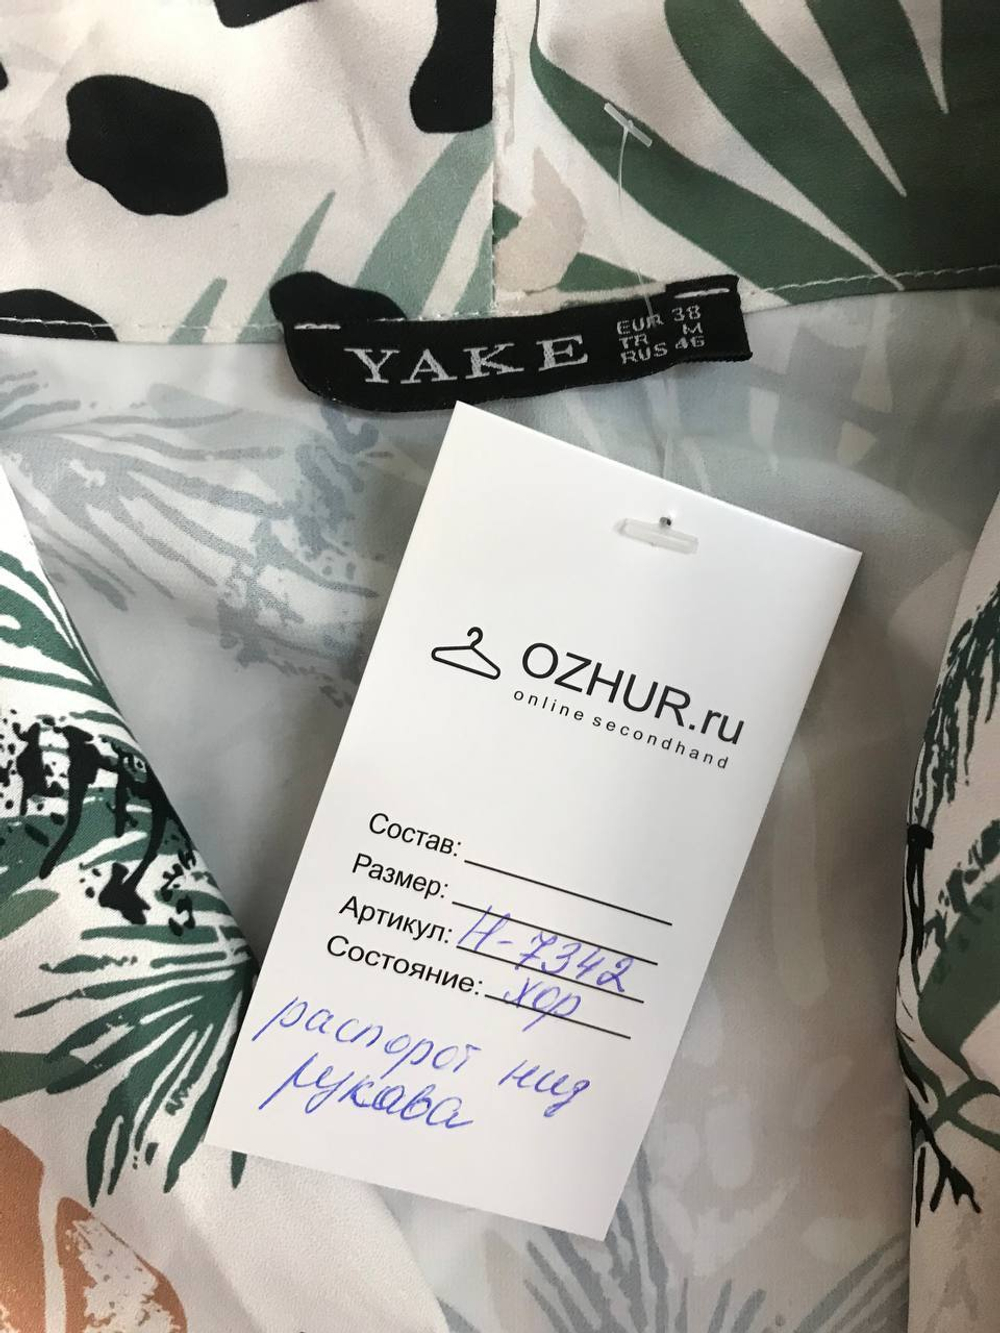 YAKE
EUR 38
TR M
RUS 46
OZHUR.ru
online secondhand
Состав:
Размер:
Артикул: Н-7342
Состояние: хор
распорот низ
рукава